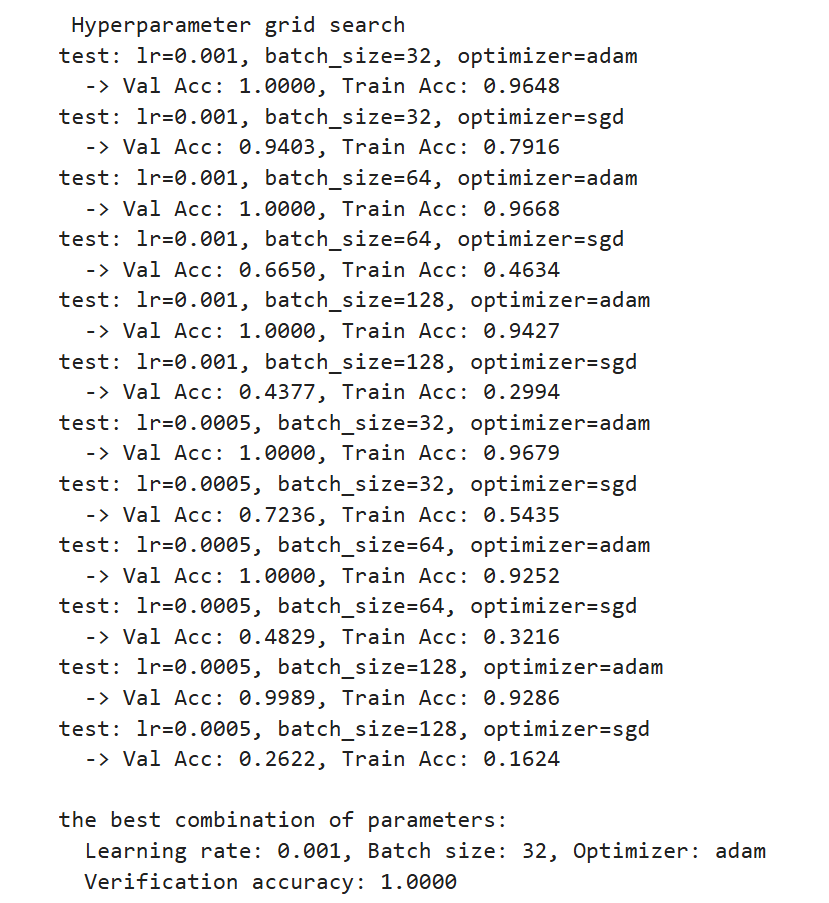 Hyperparameter grid search
test: lr=0.001, batch_size=32, optimizer=adam
-> Val Acc: 1.0000, Train Acc: 0.9648
test: lr=0.001, batch_size=32, optimizer=sgd
-> Val Acc: 0.9403, Train Acc: 0.7916
test: lr=0.001, batch_size=64, optimizer=adam
-> Val Acc: 1.0000, Train Acc: 0.9668
test: lr=0.001, batch_size=64, optimizer=sgd
-> Val Acc: 0.6650, Train Acc: 0.4634
test: lr=0.001, batch_size=128, optimizer=adam
-> Val Acc: 1.0000, Train Acc: 0.9427
test: lr=0.001, batch_size=128, optimizer=sgd
-> Val Acc: 0.4377, Train Acc: 0.2994
test: lr=0.0005, batch_size=32, optimizer=adam
-> Val Acc: 1.0000, Train Acc: 0.9679
test: lr=0.0005, batch_size=32, optimizer=sgd
-> Val Acc: 0.7236, Train Acc: 0.5435
test: lr=0.0005, batch_size=64, optimizer=adam
-> Val Acc: 1.0000, Train Acc: 0.9252
test: lr=0.0005, batch_size=64, optimizer=sgd
-> Val Acc: 0.4829, Train Acc: 0.3216
test: lr=0.0005, batch_size=128, optimizer=adam
-> Val Acc: 0.9989, Train Acc: 0.9286
test: lr=0.0005, batch_size=128, optimizer=sgd
-> Val Acc: 0.2622, Train Acc: 0.1624
the best combination of parameters:
Learning rate: 0.001, Batch size: 32, Optimizer: adam
Verification accuracy: 1.0000